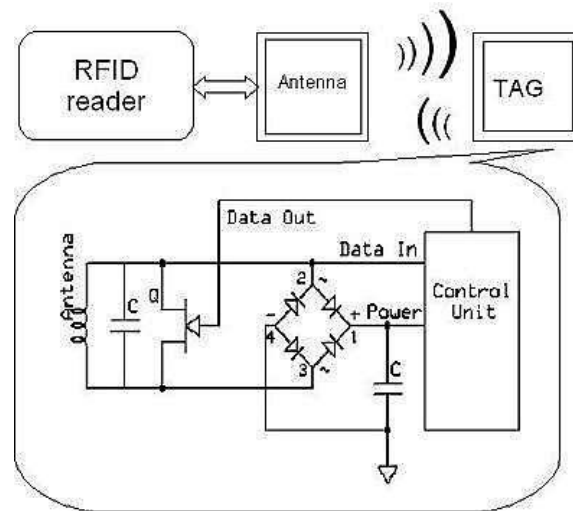 RFID
reader
Antenna
TAG
Data Out
Data In
Antenna
C
Q
2
~
-
+
Power
4
1
3
~
C
Control
Unit